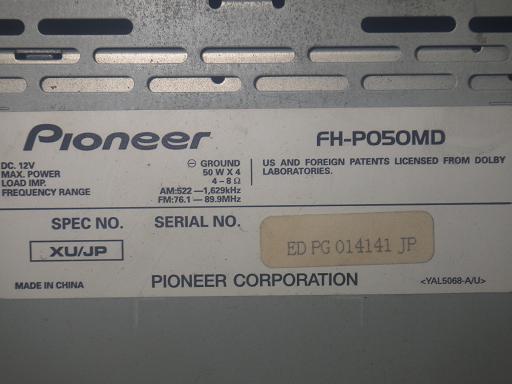 Pioneer FH-P050MD
DC. 12V ⊖ GROUND
MAX. POWER 50 W X 4
LOAD IMP. 4 – 8 Ω
FREQUENCY RANGE AM:522 — 1,629kHz
FM:76.1 — 89.9MHz
US AND FOREIGN PATENTS LICENSED FROM DOLBY
LABORATORIES.
SPEC NO. SERIAL NO.
XU/JP ED PG 014141 JP
MADE IN CHINA PIONEER CORPORATION <YAL5068-A/U>